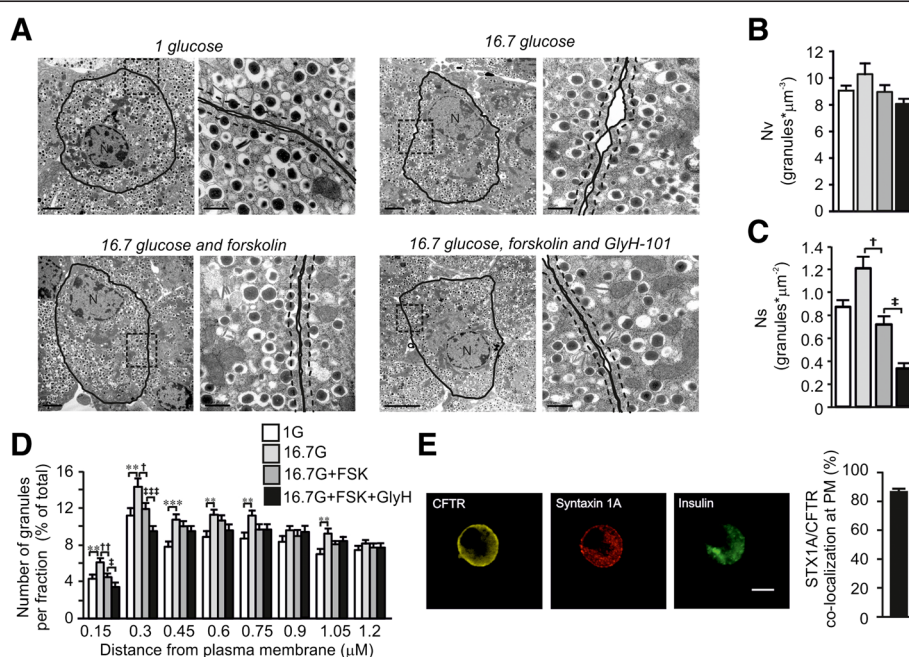 A
1 glucose
16.7 glucose
N
N
16.7 glucose and forskolin
16.7 glucose, forskolin and GlyH-101
N
N
B
12
10
8
6
4
2
0
Nv
(granules*µm-3)
C
1.4
1.2
1.0
0.8
0.6
0.4
0.2
0
Ns
(granules*µm-2)
†
‡
D
1G
16.7G
16.7G+FSK
16.7G+FSK+GlyH
16
12
8
4
0
Number of granules
per fraction (% of total)
** †† ‡
** † ‡‡‡
***
**
**
**
0.15 0.3 0.45 0.6 0.75 0.9 1.05 1.2
Distance from plasma membrane (µM)
E
CFTR
Syntaxin 1A
Insulin
100
80
60
40
20
0
STX1A/CFTR
co-localization at PM (%)